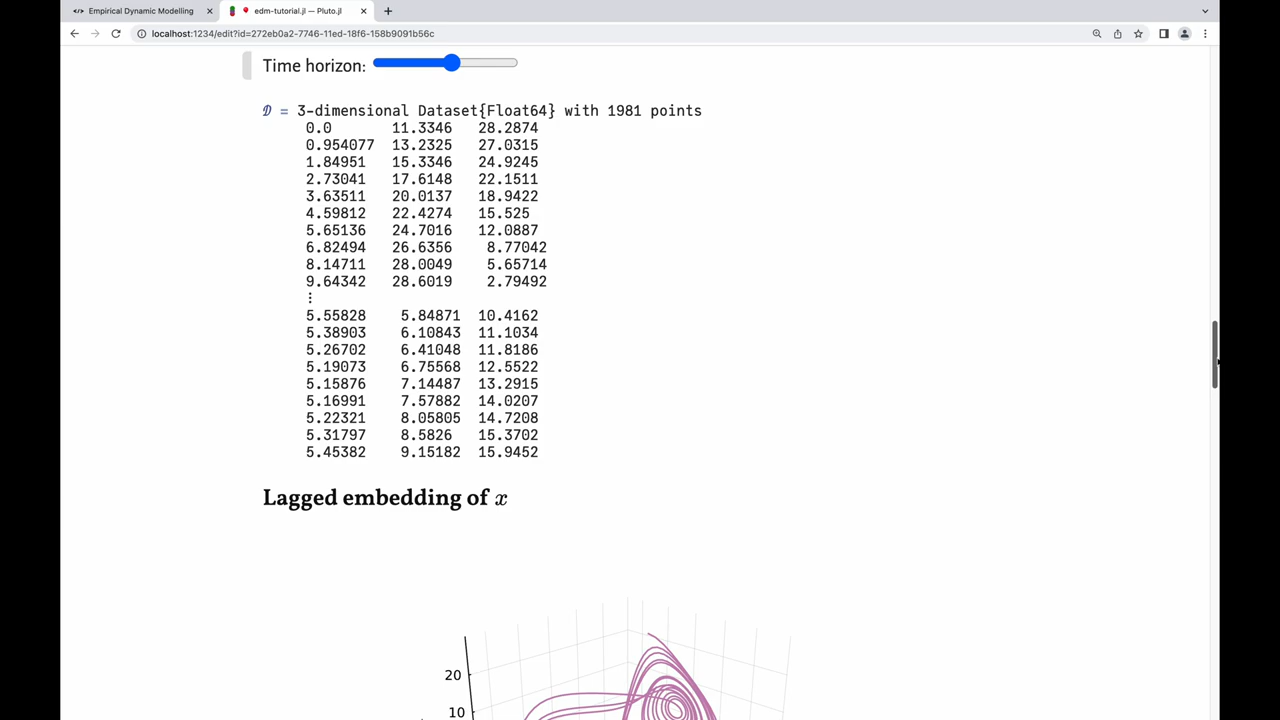 Empirical Dynamic Modelling
edm-tutorial.jl — Pluto.jl
localhost:1234/edit?id=272eb0a2-7746-11ed-18f6-158b9091b56c
Time horizon:
𝒟 = 3-dimensional Dataset{Float64} with 1981 points
0.0 11.3346 28.2874
0.954077 13.2325 27.0315
1.84951 15.3346 24.9245
2.73041 17.6148 22.1511
3.63511 20.0137 18.9422
4.59812 22.4274 15.525
5.65136 24.7016 12.0887
6.82494 26.6356 8.77042
8.14711 28.0049 5.65714
9.64342 28.6019 2.79492
⋮
5.55828 5.84871 10.4162
5.38903 6.10843 11.1034
5.26702 6.41048 11.8186
5.19073 6.75568 12.5522
5.15876 7.14487 13.2915
5.16991 7.57882 14.0207
5.22321 8.05805 14.7208
5.31797 8.5826 15.3702
5.45382 9.15182 15.9452
Lagged embedding of x
20
10